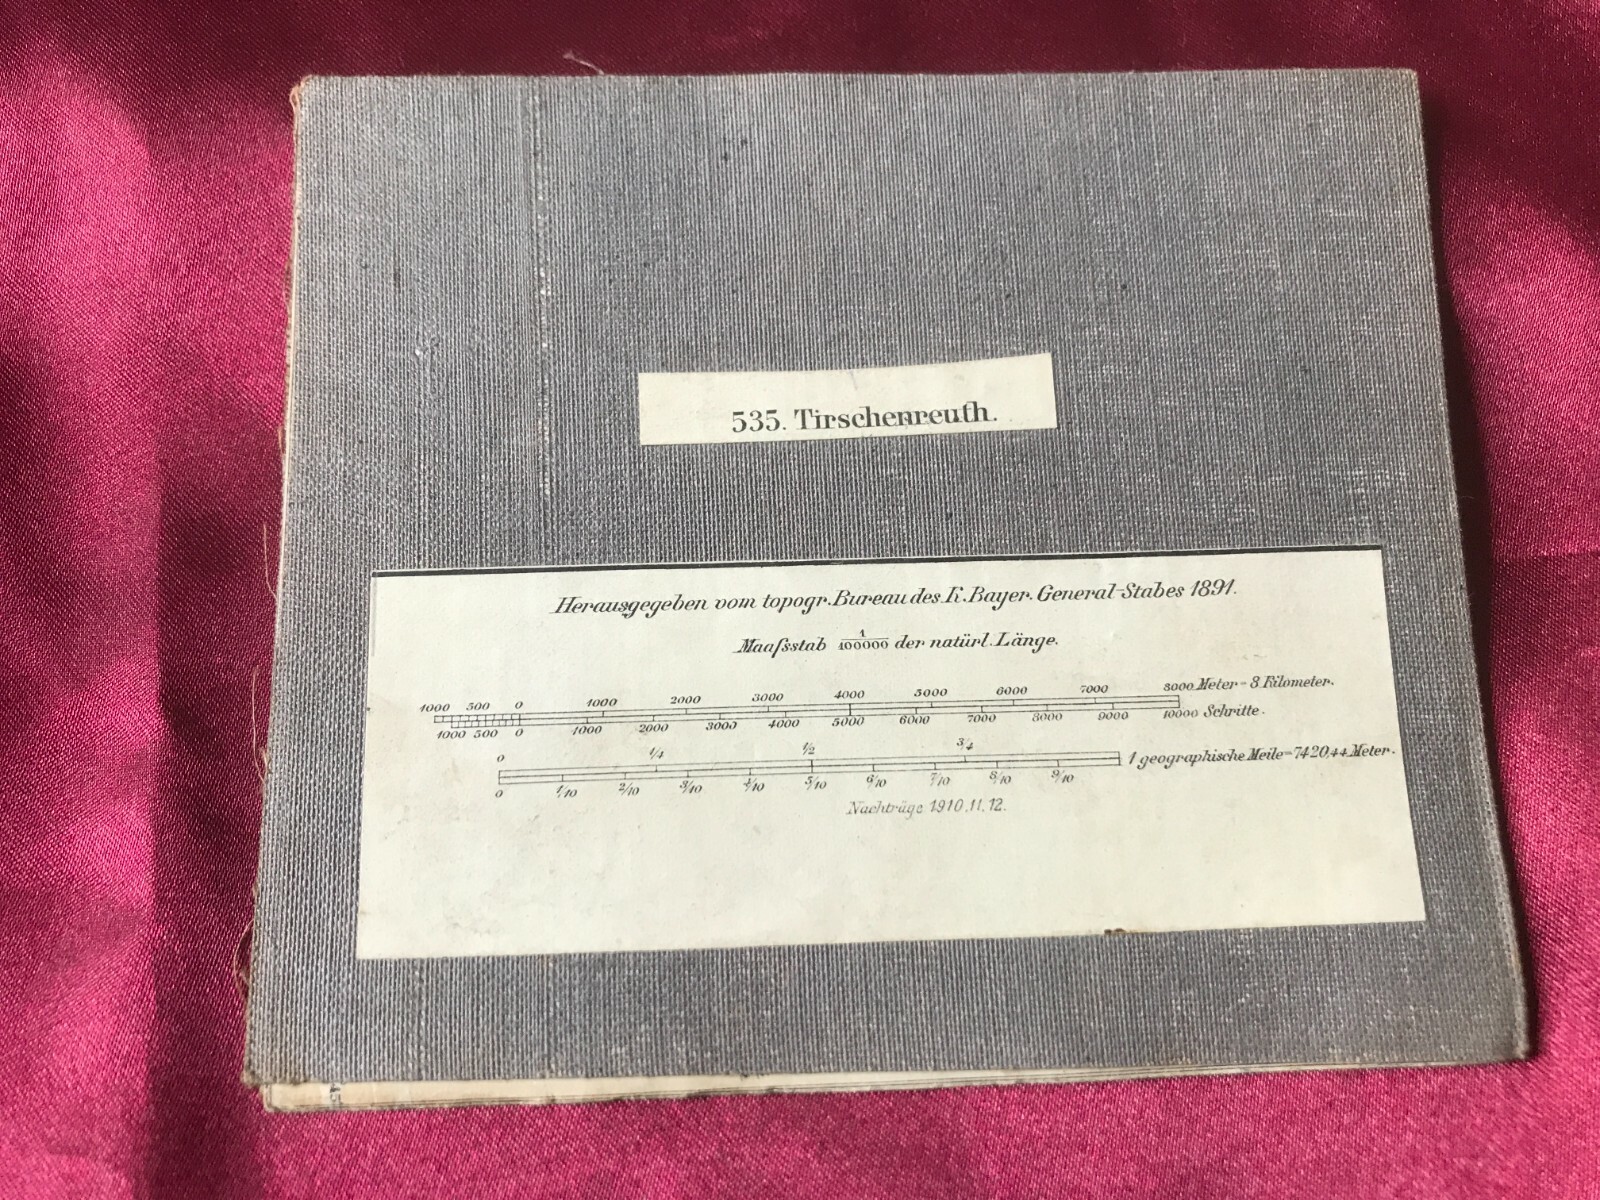 535. Tirschenreuth.
Herausgegeben vom topogr. Bureau des K. Bayer. General-Stabes 1891.
Maaſsstab 1/100000 der natürl. Länge.
1000 500 0 1000 2000 3000 4000 5000 6000 7000 8000 Meter = 8 Kilometer.
1000 500 0 1000 2000 3000 4000 5000 6000 7000 8000 9000 10000 Schritte.
0 1/4 1/2 3/4 1 geographische Meile = 7420,44 Meter.
0 1/10 2/10 3/10 4/10 5/10 6/10 7/10 8/10 9/10
Nachträge 1910. 11. 12.